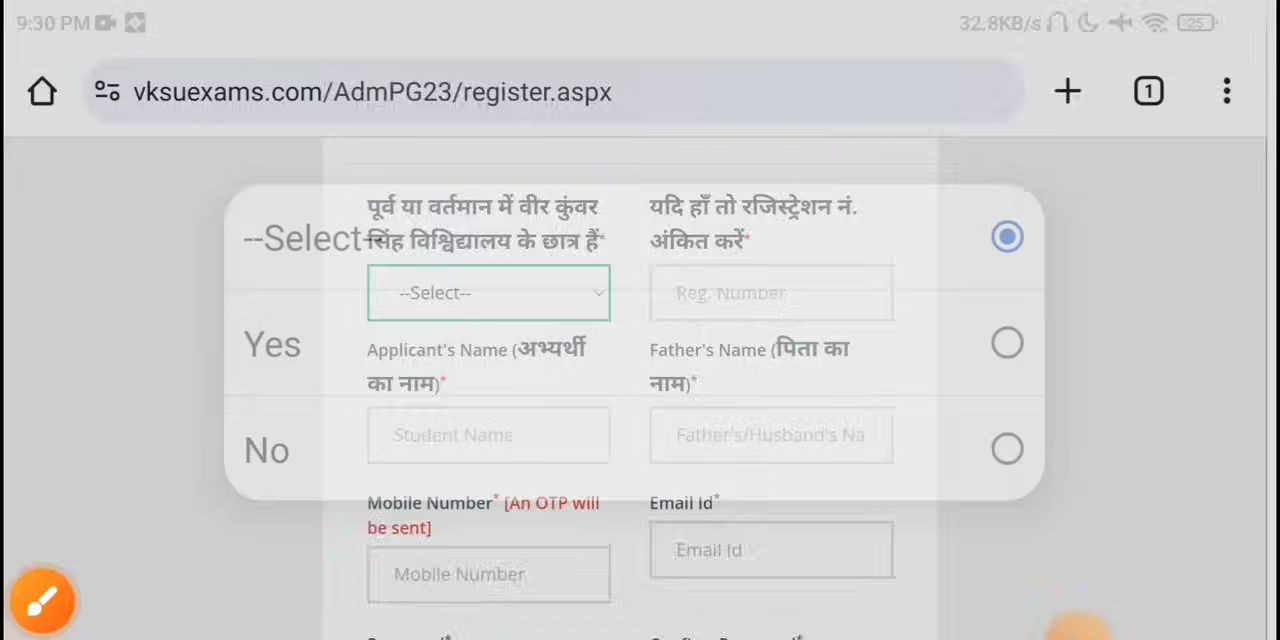 9:30 PM
32.8KB/s
25
vksuexams.com/AdmPG23/register.aspx
1
पूर्व या वर्तमान में वीर कुंवर
सिंह विश्विद्यालय के छात्र हैं*
यदि हाँ तो रजिस्ट्रेशन नं.
अंकित करें*
--Select--
--Select--
Reg. Number
Yes
Applicant's Name (अभ्यर्थी
का नाम)*
Father's Name (पिता का
नाम)*
Student Name
Father's/Husband's Na
No
Mobile Number* [An OTP will
be sent]
Email Id*
Mobile Number
Email Id